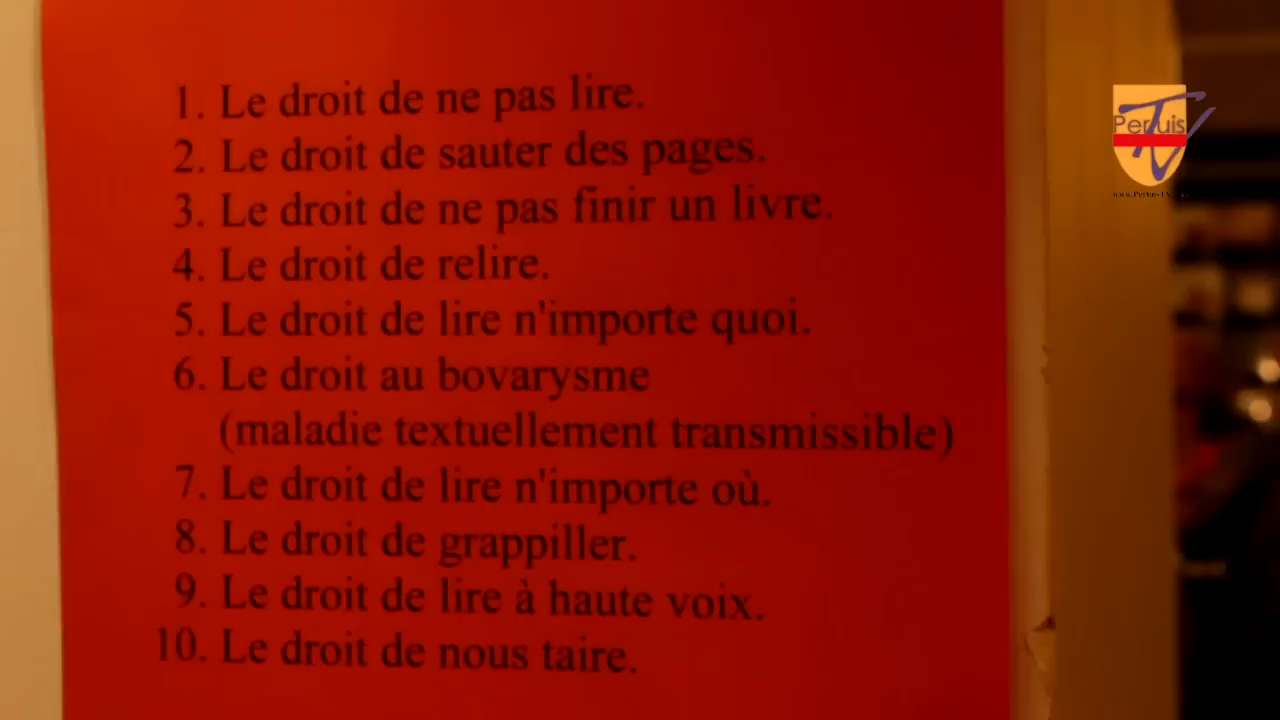 1. Le droit de ne pas lire.
2. Le droit de sauter des pages.
3. Le droit de ne pas finir un livre.
4. Le droit de relire.
5. Le droit de lire n'importe quoi.
6. Le droit au bovarysme
(maladie textuellement transmissible)
7. Le droit de lire n'importe où.
8. Le droit de grappiller.
9. Le droit de lire à haute voix.
10. Le droit de nous taire.
Pertuis TV